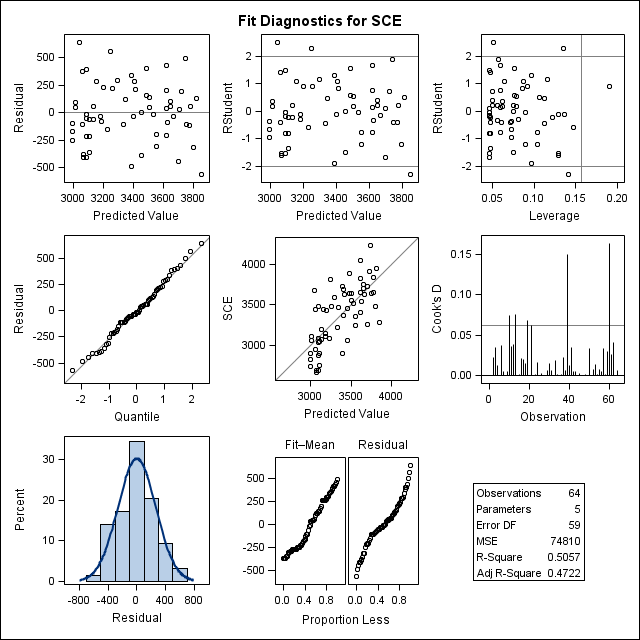 Fit Diagnostics for SCE
500
250
0
-250
-500
Residual
3000 3200 3400 3600 3800
Predicted Value
2
1
0
-1
-2
RStudent
3000 3200 3400 3600 3800
Predicted Value
2
1
0
-1
-2
RStudent
0.05 0.10 0.15 0.20
Leverage
500
250
0
-250
-500
Residual
-2 -1 0 1 2
Quantile
4000
3500
3000
SCE
3000 3500 4000
Predicted Value
0.15
0.10
0.05
0.00
Cook's D
0 20 40 60
Observation
30
20
10
0
Percent
-800 -400 0 400 800
Residual
Fit–Mean Residual
500
250
0
-250
-500
0.0 0.4 0.8 0.0 0.4 0.8
Proportion Less
Observations 64
Parameters 5
Error DF 59
MSE 74810
R-Square 0.5057
Adj R-Square 0.4722